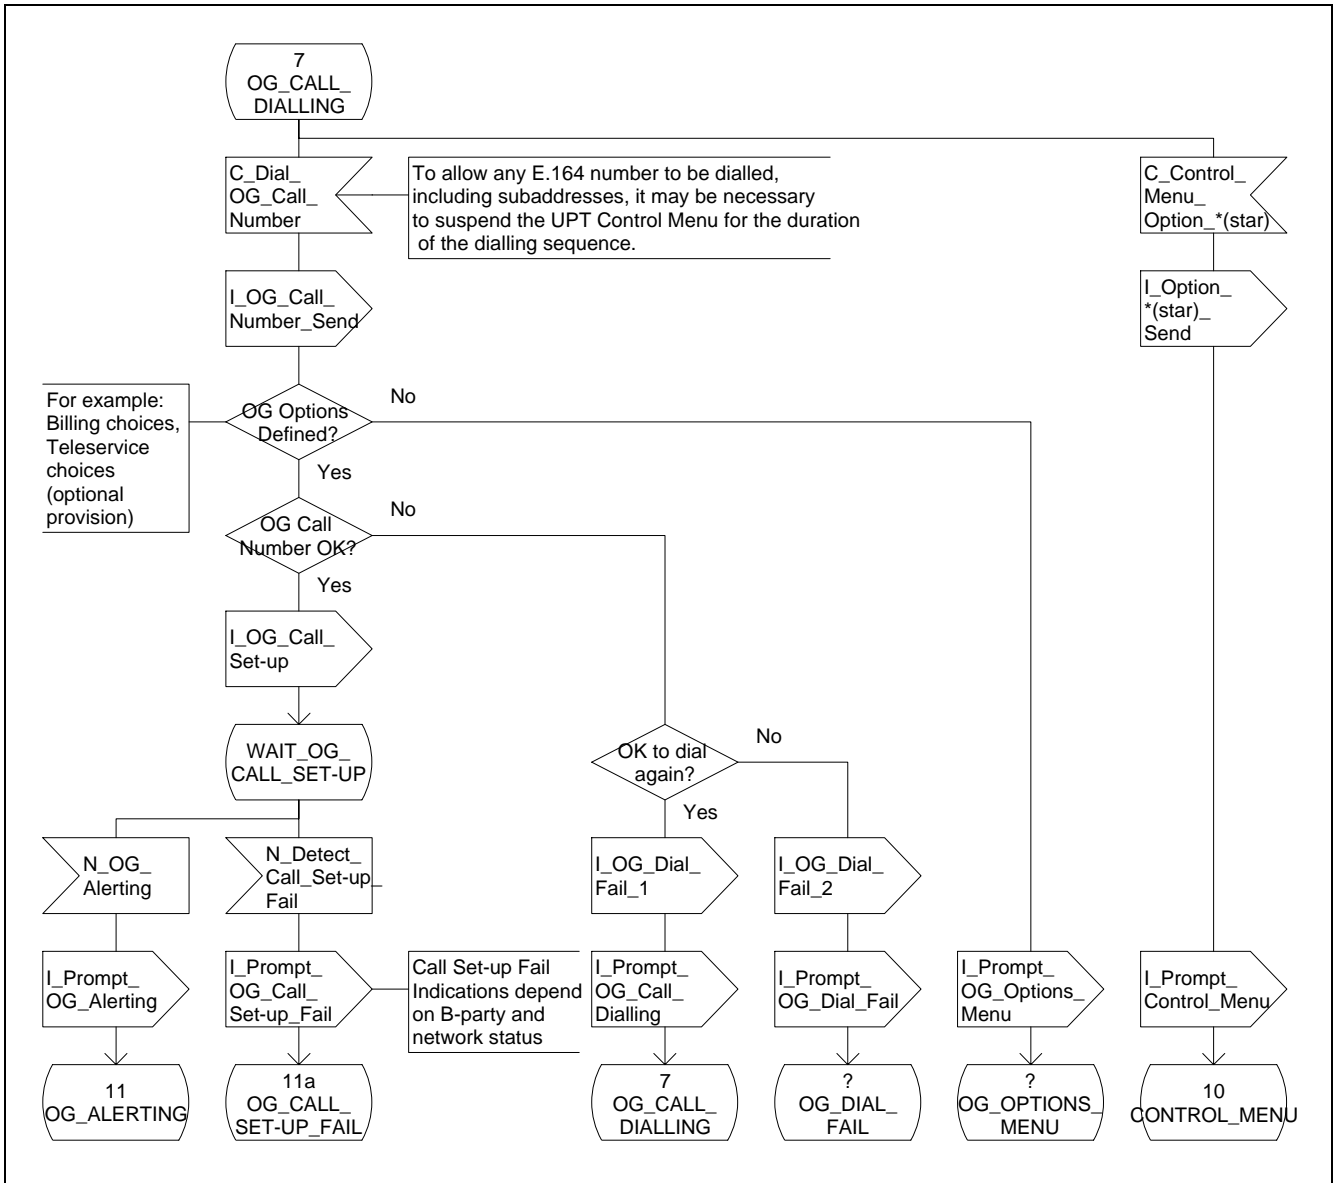 7
OG_CALL_
DIALLING
C_Dial_
OG_Call_
Number
To allow any E.164 number to be dialled,
including subaddresses, it may be necessary
to suspend the UPT Control Menu for the duration
of the dialling sequence.
C_Control_
Menu_
Option_*(star)
I_OG_Call_
Number_Send
I_Option_
*(star)_
Send
For example:
Billing choices,
Teleservice
choices
(optional
provision)
OG Options
Defined?
No
Yes
OG Call
Number OK?
No
Yes
I_OG_Call_
Set-up
WAIT_OG_
CALL_SET-UP
OK to dial
again?
No
Yes
N_OG_
Alerting
N_Detect_
Call_Set-up_
Fail
I_OG_Dial_
Fail_1
I_OG_Dial_
Fail_2
I_Prompt_
OG_Alerting
I_Prompt_
OG_Call_
Set-up_Fail
Call Set-up Fail
Indications depend
on B-party and
network status
I_Prompt_
OG_Call_
Dialling
I_Prompt_
OG_Dial_Fail
I_Prompt_
OG_Options_
Menu
I_Prompt_
Control_Menu
11
OG_ALERTING
11a
OG_CALL_
SET-UP_FAIL
7
OG_CALL_
DIALLING
?
OG_DIAL_
FAIL
?
OG_OPTIONS_
MENU
10
CONTROL_MENU